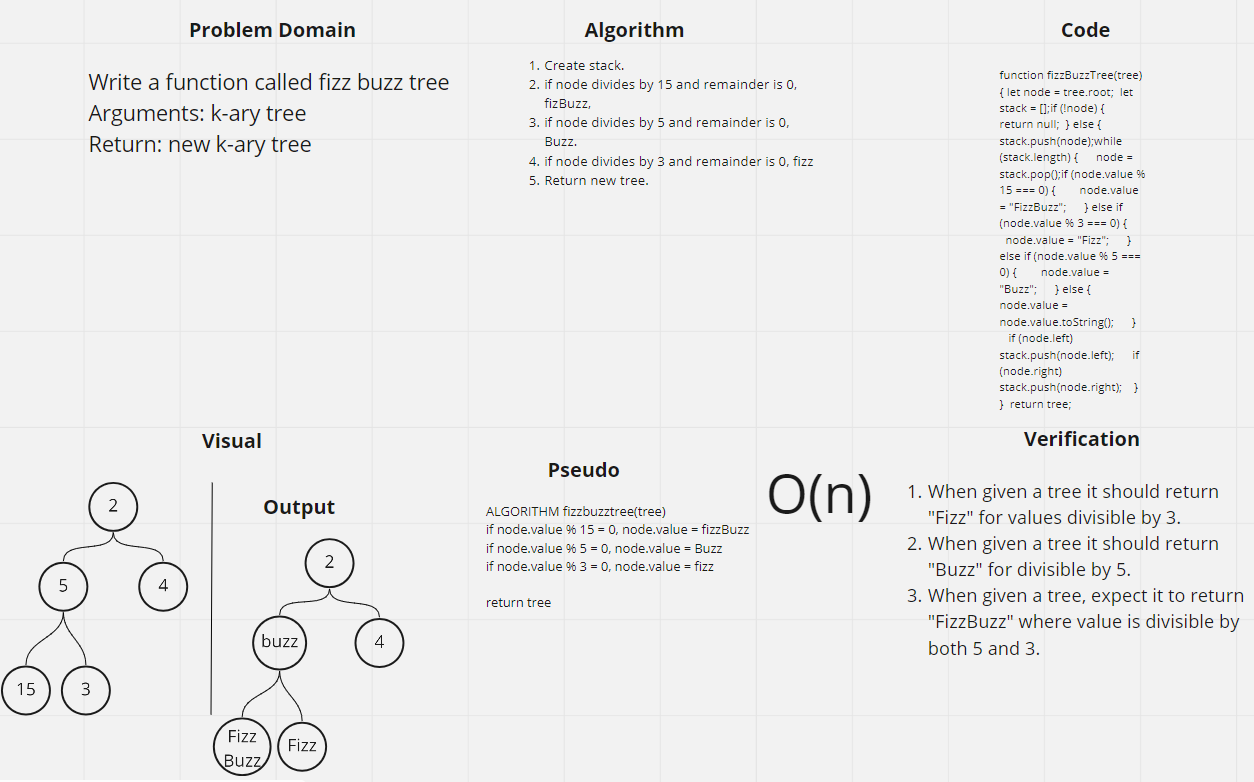 Problem Domain
Write a function called fizz buzz tree
Arguments: k-ary tree
Return: new k-ary tree
Algorithm
1. Create stack.
2. if node divides by 15 and remainder is 0,
fizBuzz,
3. if node divides by 5 and remainder is 0,
Buzz.
4. if node divides by 3 and remainder is 0, fizz
5. Return new tree.
Code
function fizzBuzzTree(tree)
{ let node = tree.root; let
stack = [];if (!node) {
return null; } else {
stack.push(node);while
(stack.length) { node =
stack.pop();if (node.value %
15 === 0) { node.value
= "FizzBuzz"; } else if
(node.value % 3 === 0) {
node.value = "Fizz"; }
else if (node.value % 5 ===
0) { node.value =
"Buzz"; } else {
node.value =
node.value.toString(); }
if (node.left)
stack.push(node.left); if
(node.right)
stack.push(node.right); }
} return tree;
Visual
2
5
4
15
3
Output
2
buzz
4
Fizz
Buzz
Fizz
Pseudo
ALGORITHM fizzbuzztree(tree)
if node.value % 15 = 0, node.value = fizzBuzz
if node.value % 5 = 0, node.value = Buzz
if node.value % 3 = 0, node.value = fizz
return tree
O(n)
Verification
1. When given a tree it should return
"Fizz" for values divisible by 3.
2. When given a tree it should return
"Buzz" for divisible by 5.
3. When given a tree, expect it to return
"FizzBuzz" where value is divisible by
both 5 and 3.